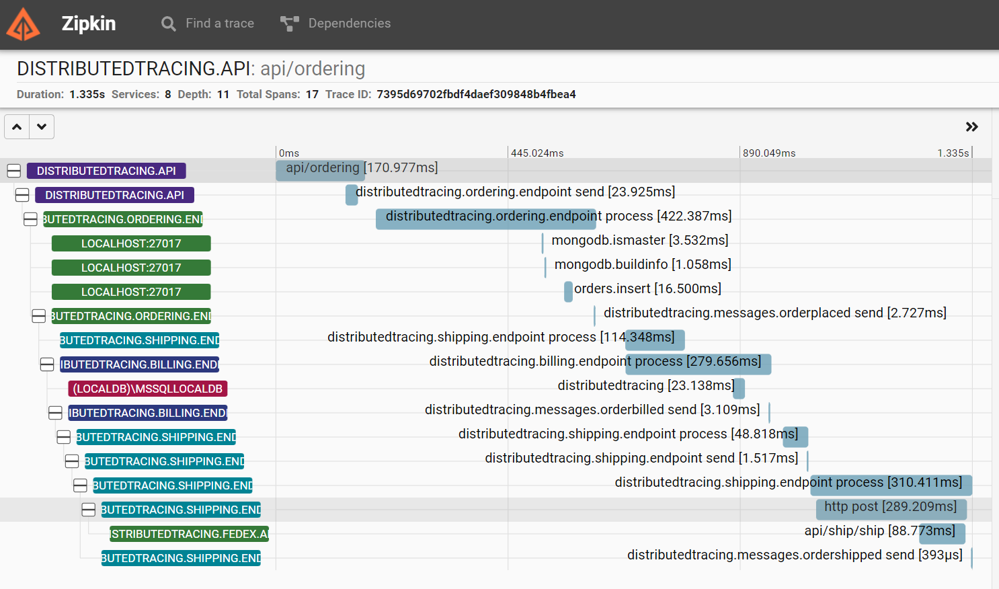 Zipkin Find a trace Dependencies
DISTRIBUTEDTRACING.API: api/ordering
Duration: 1.335s Services: 8 Depth: 11 Total Spans: 17 Trace ID: 7395d69702fbdf4daef309848b4fbea4
0ms 445.024ms 890.049ms 1.335s
DISTRIBUTEDTRACING.API api/ordering [170.977ms]
DISTRIBUTEDTRACING.API distributedtracing.ordering.endpoint send [23.925ms]
BUTEDTRACING.ORDERING.END distributedtracing.ordering.endpoint process [422.387ms]
LOCALHOST:27017 mongodb.ismaster [3.532ms]
LOCALHOST:27017 mongodb.buildinfo [1.058ms]
LOCALHOST:27017 orders.insert [16.500ms]
BUTEDTRACING.ORDERING.END distributedtracing.messages.orderplaced send [2.727ms]
BUTEDTRACING.SHIPPING.END distributedtracing.shipping.endpoint process [114.348ms]
IBUTEDTRACING.BILLING.END distributedtracing.billing.endpoint process [279.656ms]
(LOCALDB)\MSSQLLOCALDB distributedtracing [23.138ms]
IBUTEDTRACING.BILLING.END distributedtracing.messages.orderbilled send [3.109ms]
BUTEDTRACING.SHIPPING.END distributedtracing.shipping.endpoint process [48.818ms]
BUTEDTRACING.SHIPPING.END distributedtracing.shipping.endpoint send [1.517ms]
BUTEDTRACING.SHIPPING.END distributedtracing.shipping.endpoint process [310.411ms]
BUTEDTRACING.SHIPPING.END http post [289.209ms]
ISTRIBUTEDTRACING.FEDEX.A api/ship/ship [88.773ms]
BUTEDTRACING.SHIPPING.END distributedtracing.messages.ordershipped send [393μs]